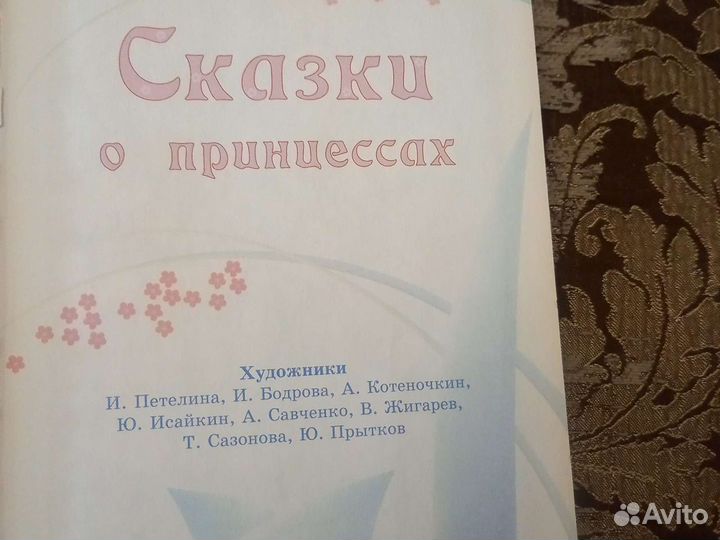 Сказки
о принцессах
Художники
И. Петелина, И. Бодрова, А. Котеночкин,
Ю. Исайкин, А. Савченко, В. Жигарев,
Т. Сазонова, Ю. Прытков
Avito